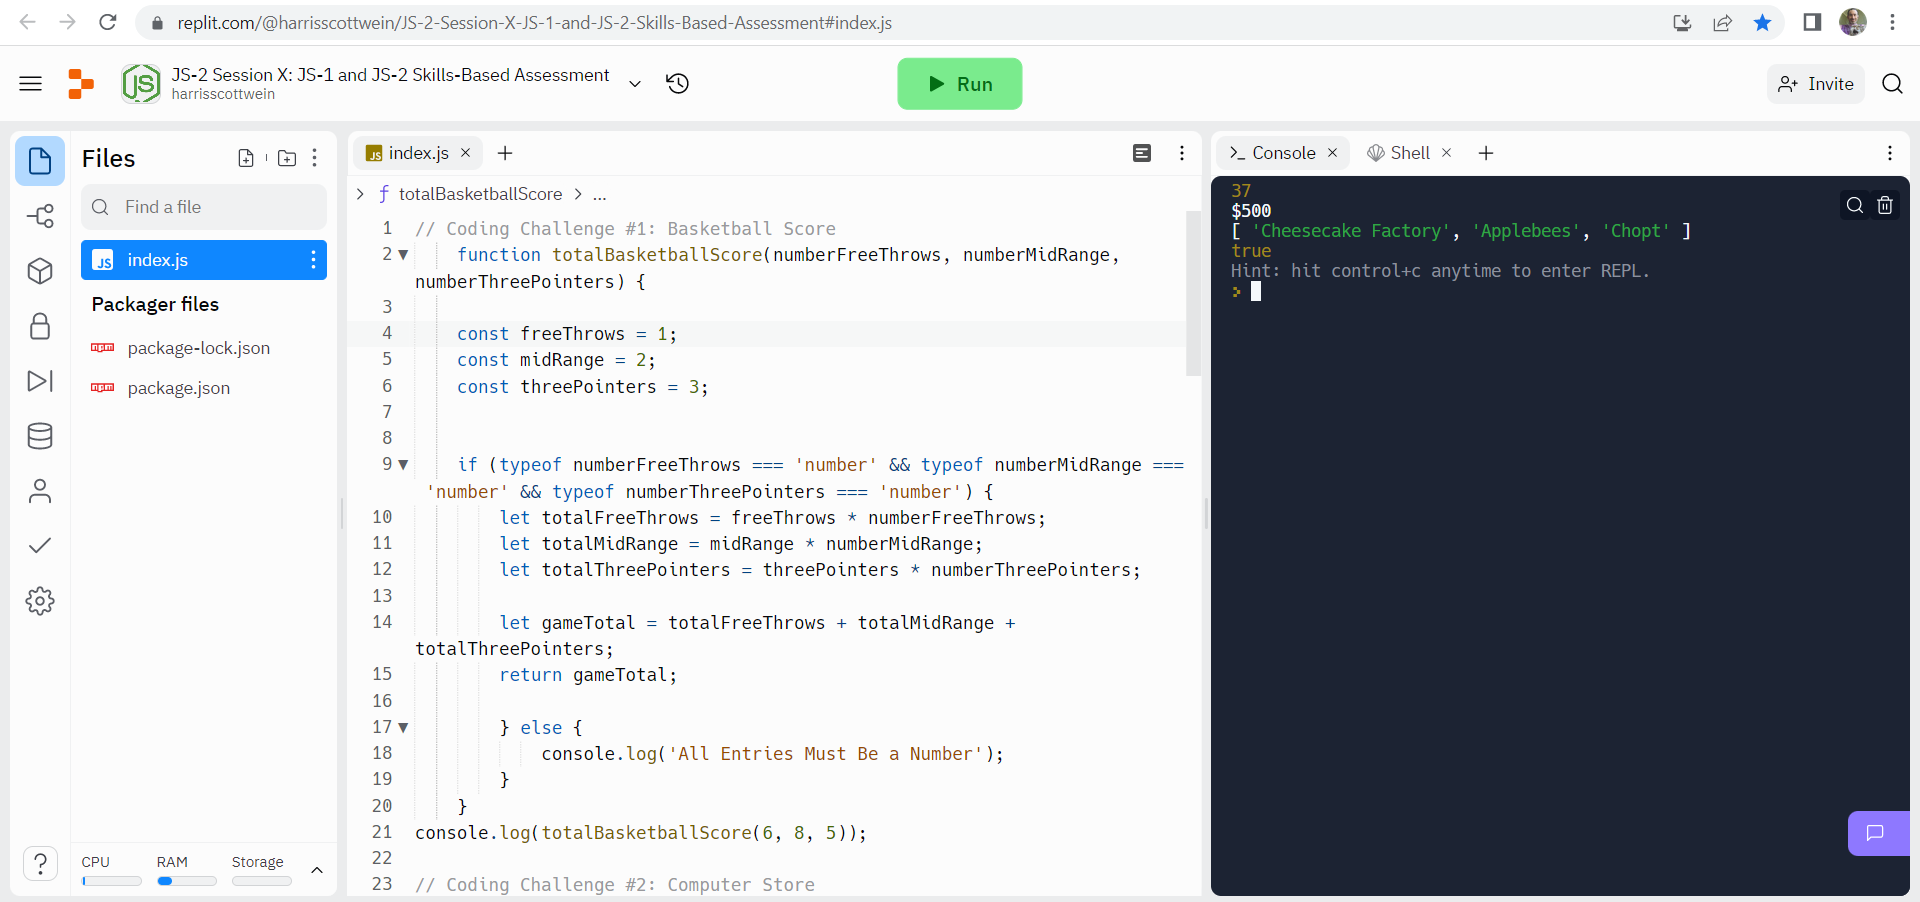 replit.com/@harrisscottwein/JS-2-Session-X-JS-1-and-JS-2-Skills-Based-Assessment#index.js
JS
JS-2 Session X: JS-1 and JS-2 Skills-Based Assessment
harrisscottwein
Run
Invite
Files
Find a file
JS index.js
Packager files
npm package-lock.json
npm package.json
?
CPU
RAM
Storage
JS index.js
ƒ totalBasketballScore > ...
1 // Coding Challenge #1: Basketball Score
2 function totalBasketballScore(numberFreeThrows, numberMidRange,
numberThreePointers) {
3
4 const freeThrows = 1;
5 const midRange = 2;
6 const threePointers = 3;
7
8
9 if (typeof numberFreeThrows === 'number' && typeof numberMidRange ===
'number' && typeof numberThreePointers === 'number') {
10 let totalFreeThrows = freeThrows * numberFreeThrows;
11 let totalMidRange = midRange * numberMidRange;
12 let totalThreePointers = threePointers * numberThreePointers;
13
14 let gameTotal = totalFreeThrows + totalMidRange +
totalThreePointers;
15 return gameTotal;
16
17 } else {
18 console.log('All Entries Must Be a Number');
19 }
20 }
21 console.log(totalBasketballScore(6, 8, 5));
22
23 // Coding Challenge #2: Computer Store
Console
Shell
37
$500
[ 'Cheesecake Factory', 'Applebees', 'Chopt' ]
true
Hint: hit control+c anytime to enter REPL.
>